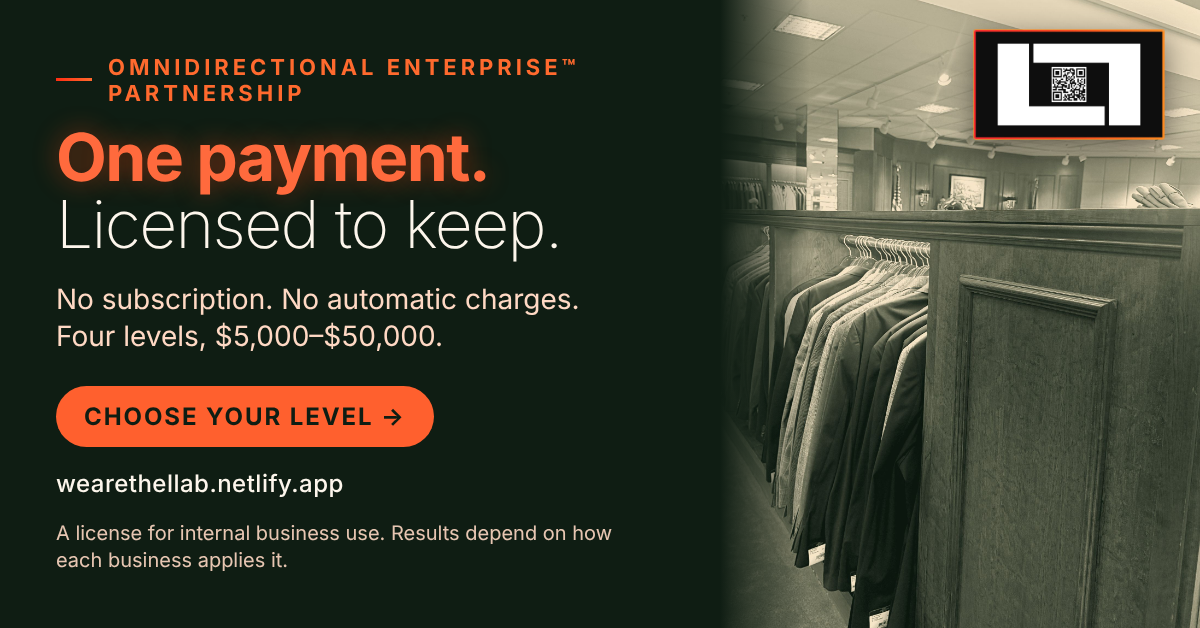 OMNIDIRECTIONAL ENTERPRISE™
PARTNERSHIP
One payment.
Licensed to keep.
No subscription. No automatic charges.
Four levels, $5,000–$50,000.
CHOOSE YOUR LEVEL →
wearethellab.netlify.app
A license for internal business use. Results depend on how
each business applies it.